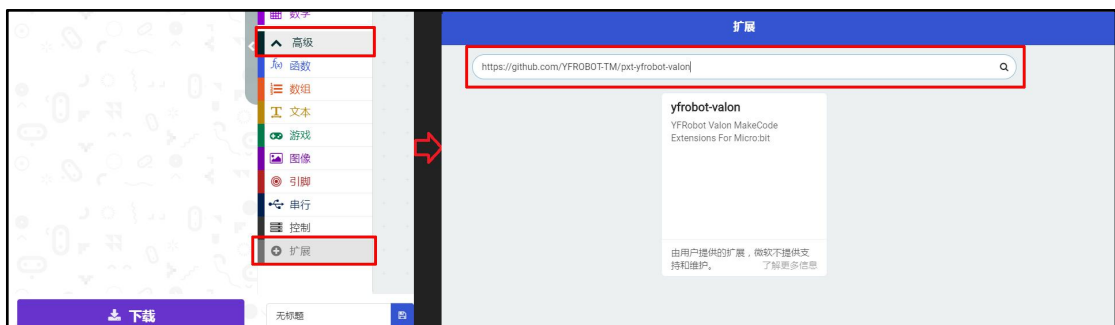 数学
高级
f(x) 函数
数组
T 文本
游戏
图像
引脚
串行
控制
扩展
下载
无标题
扩展
https://github.com/YFROBOT-TM/pxt-yfrobot-valon
yfrobot-valon
YFRobot Valon MakeCode
Extensions For Micro:bit
由用户提供的扩展，微软不提供支
持和维护。 了解更多信息